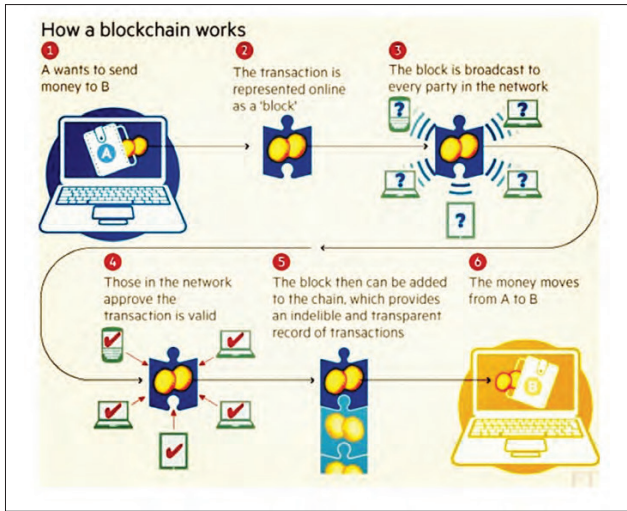 How a blockchain works
1
A wants to send
money to B
2
The transaction is
represented online
as a 'block'
3
The block is broadcast to
every party in the network
A
?
?
?
?
?
4
Those in the network
approve the
transaction is valid
5
The block then can be added
to the chain, which provides
an indelible and transparent
record of transactions
6
The money moves
from A to B
B